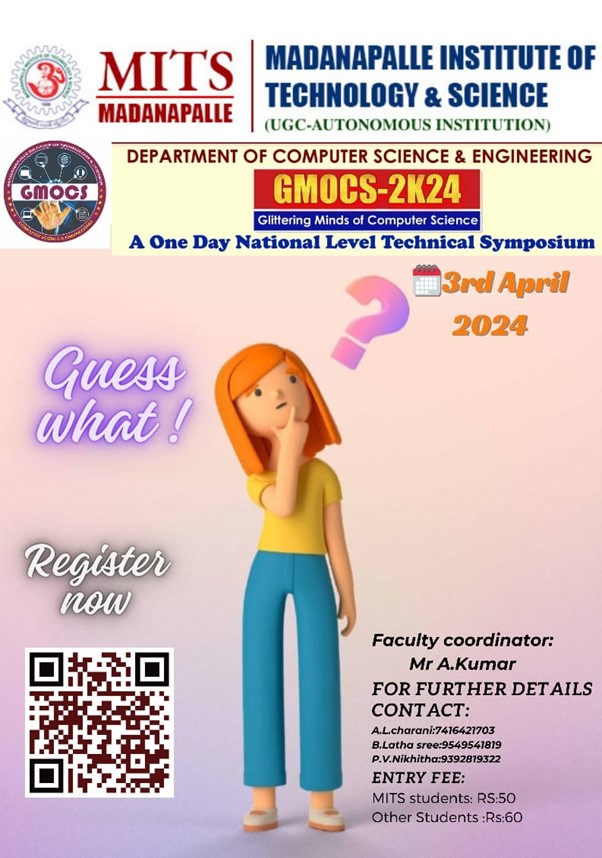 MITS
MADANAPALLE
MADANAPALLE INSTITUTE OF
TECHNOLOGY & SCIENCE
(UGC-AUTONOMOUS INSTITUTION)
GMOCS
DEPARTMENT OF COMPUTER SCIENCE & ENGINEERING
GMOCS-2K24
Glittering Minds of Computer Science
A One Day National Level Technical Symposium
3rd April
2024
Guess
what !
Register
now
Faculty coordinator:
Mr A.Kumar
FOR FURTHER DETAILS
CONTACT:
A.L.charani:7416421703
B.Latha sree:9549541819
P.V.Nikhitha:9392819322
ENTRY FEE:
MITS students: RS:50
Other Students :Rs:60